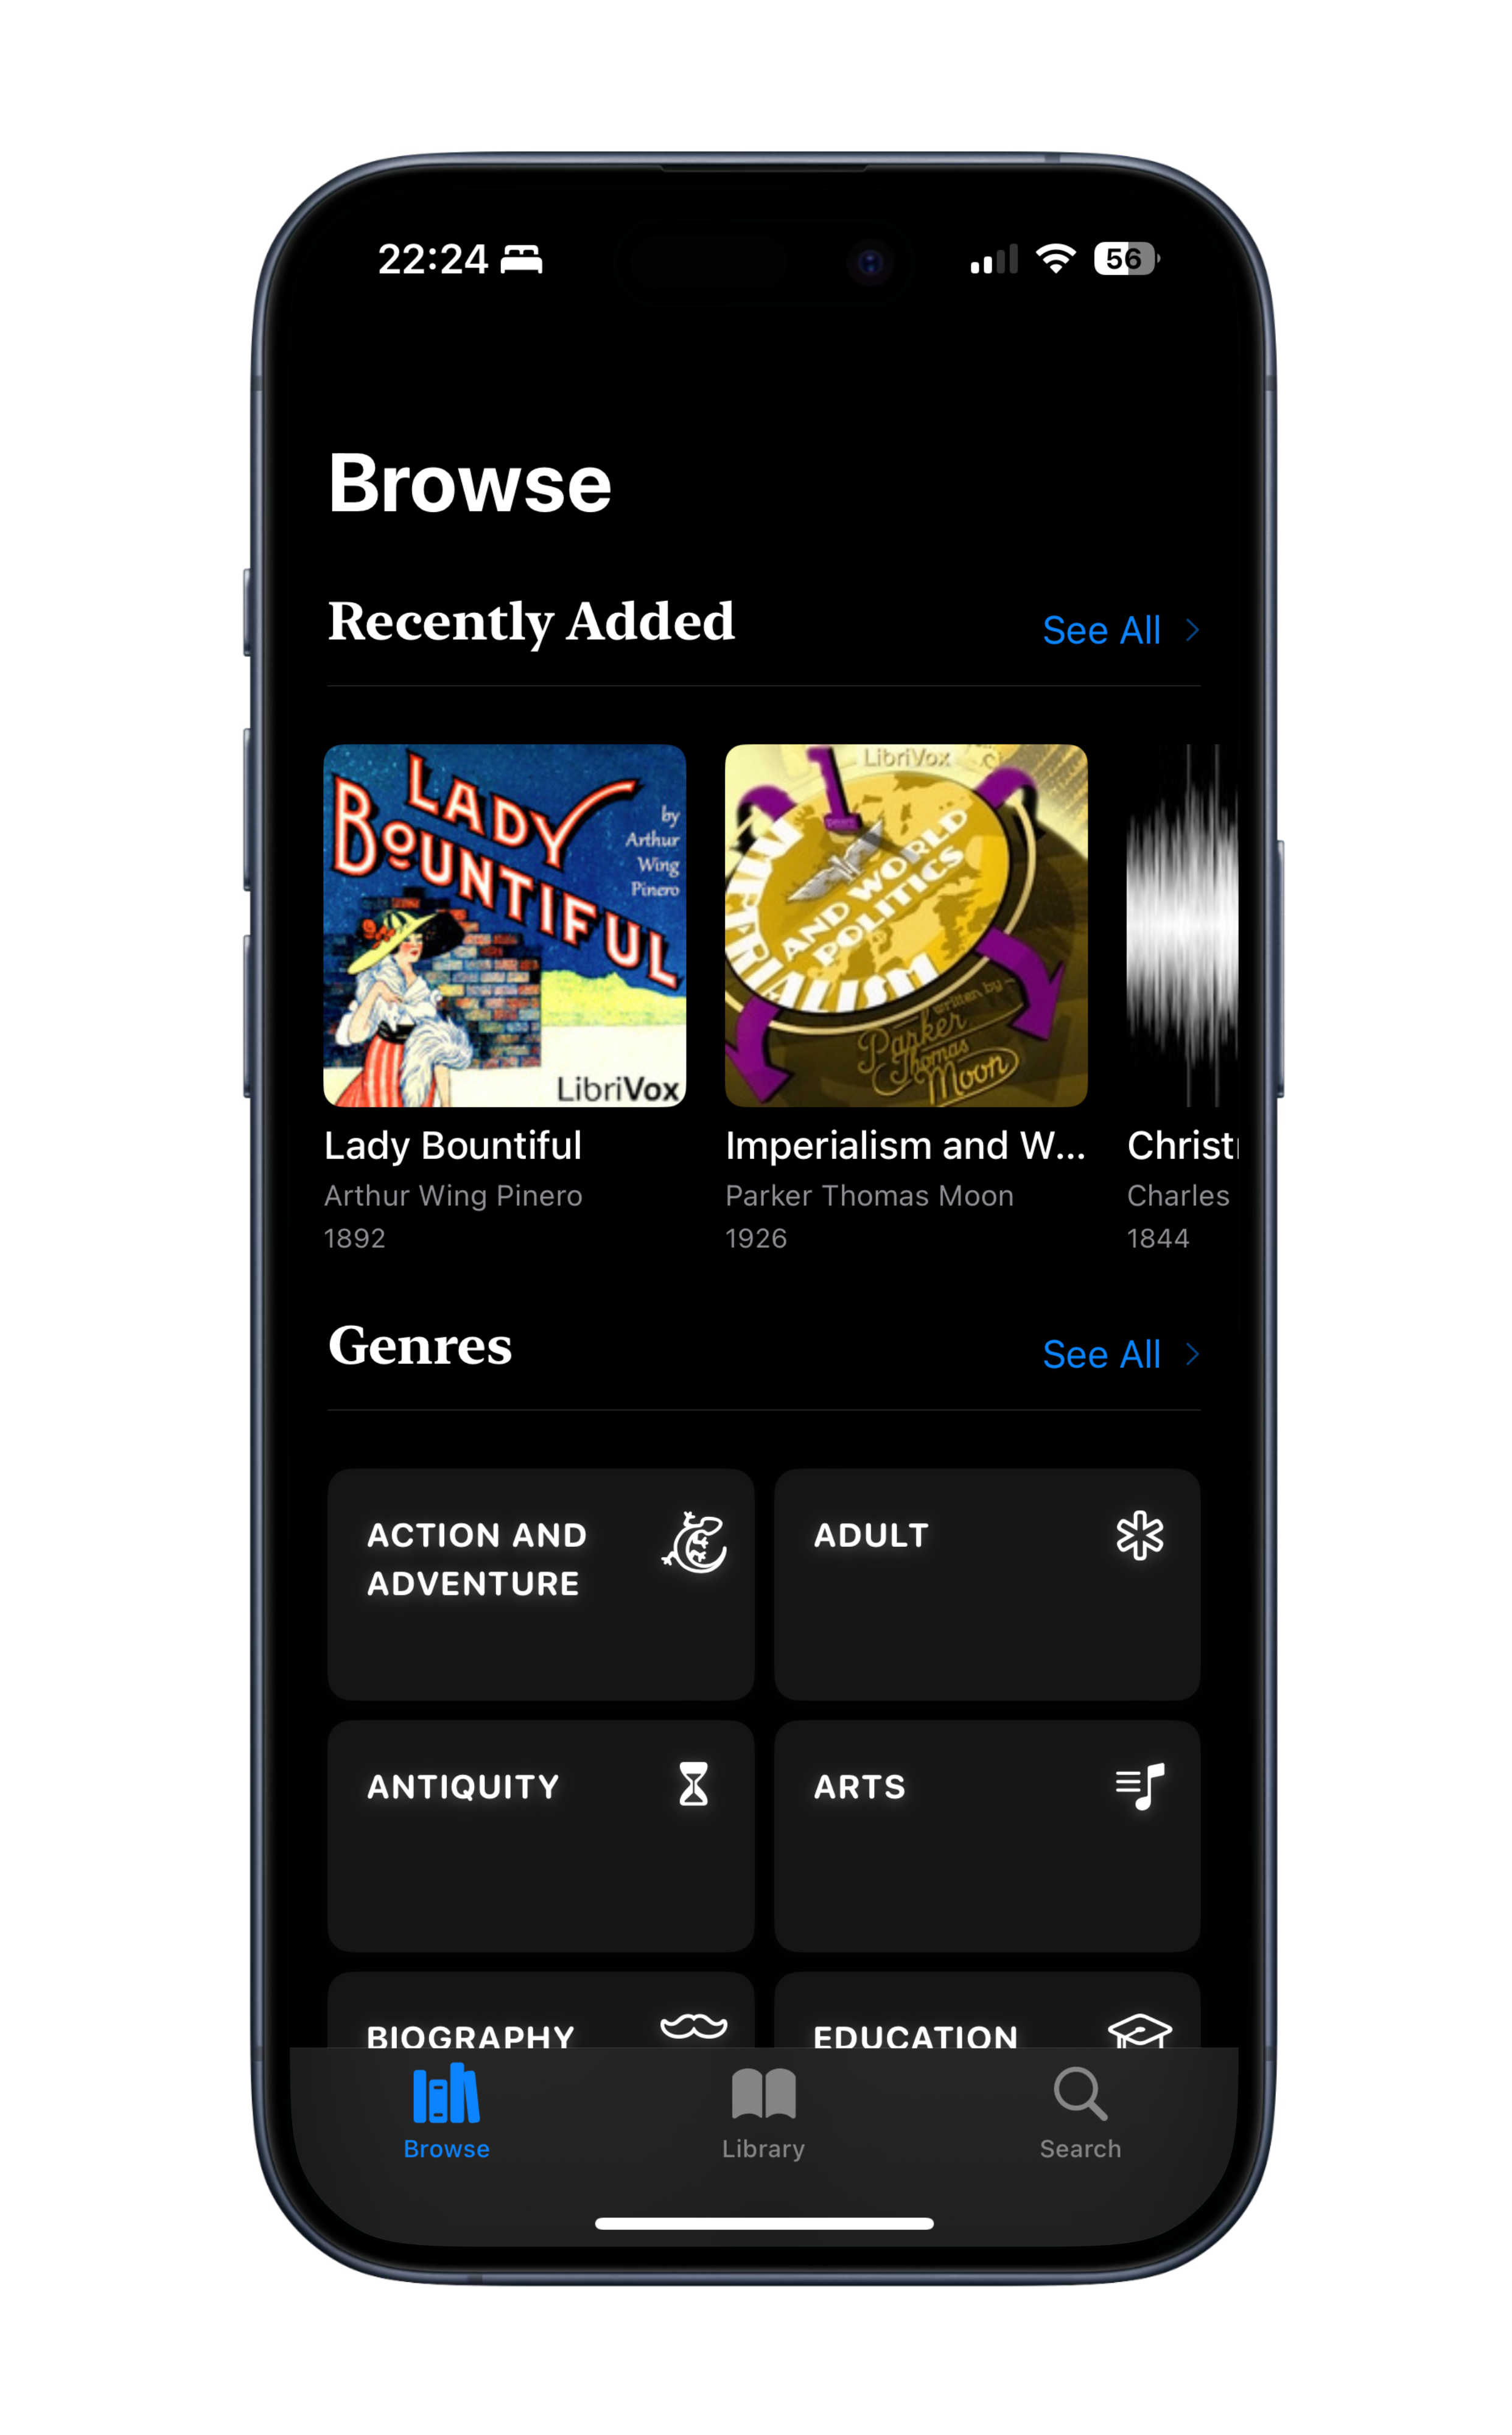 22:24
56
Browse
Recently Added
See All
LADY
BOUNTIFUL
by
Arthur
Wing
Pinero
LibriVox
LibriVox
AND WORLD
POLITICS
written by
Parker
Thomas
Moon
Lady Bountiful
Imperialism and W...
Christ
Arthur Wing Pinero
Parker Thomas Moon
Charles
1892
1926
1844
Genres
See All
ACTION AND
ADVENTURE
ADULT
ANTIQUITY
ARTS
BIOGRAPHY
EDUCATION
Browse
Library
Search